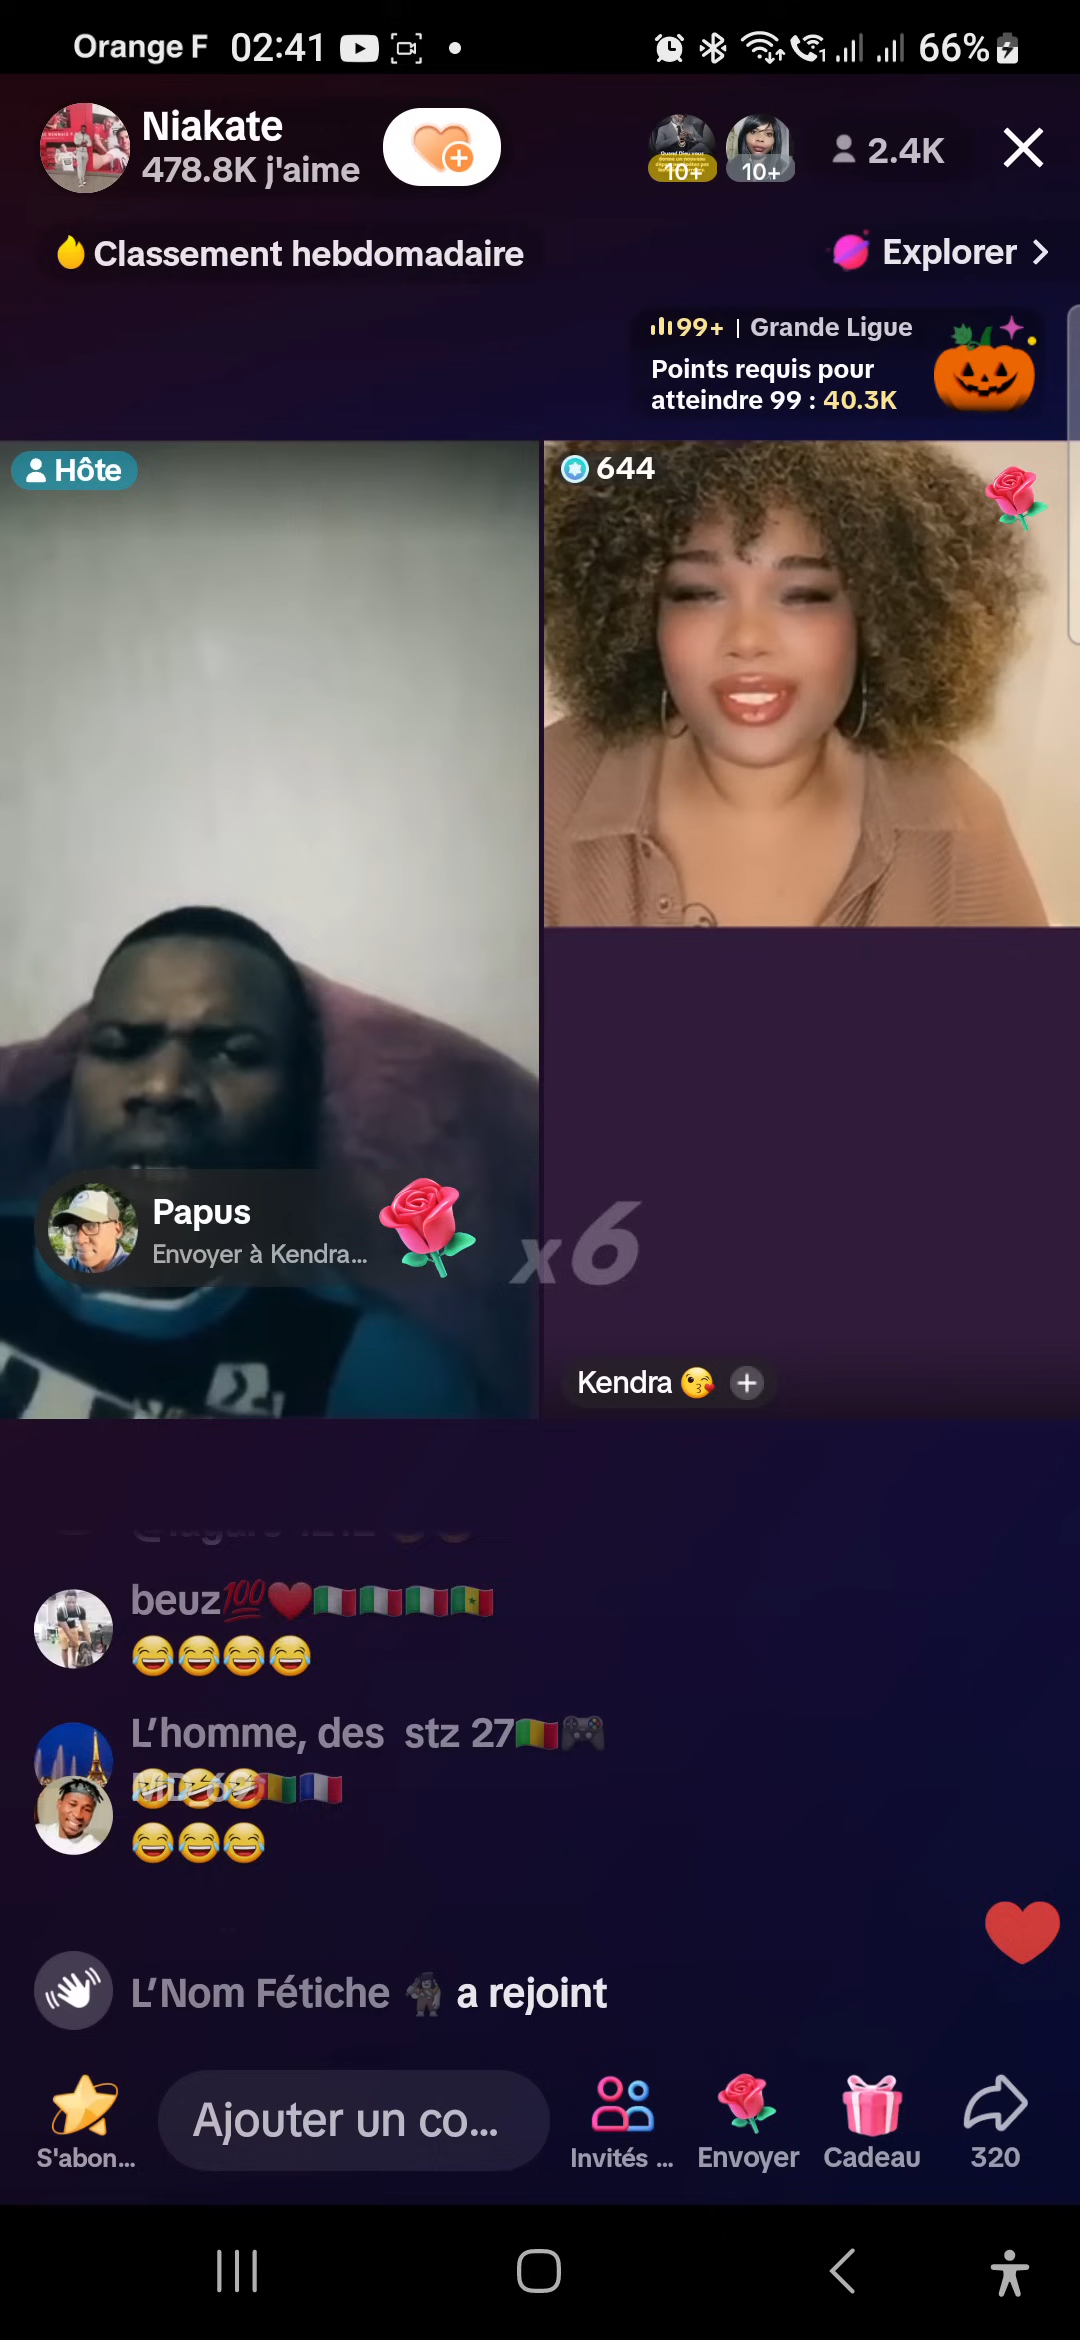 Orange F 02:41 66%
Niakate
478.8K j'aime
10+
10+
2.4K
Classement hebdomadaire
Explorer
99+ | Grande Ligue
Points requis pour
atteindre 99 : 40.3K
Hôte
644
Papus
Envoyer à Kendra...
x6
Kendra 😘
beuz💯❤️🇮🇹🇮🇹🇮🇹🇸🇳
😂😂😂😂
L'homme, des stz 27🇲🇱🎮
🤣🤣🤣
😂😂😂
L'Nom Fétiche 🦍 a rejoint
Ajouter un co...
S'abon...
Invités ...
Envoyer
Cadeau
320